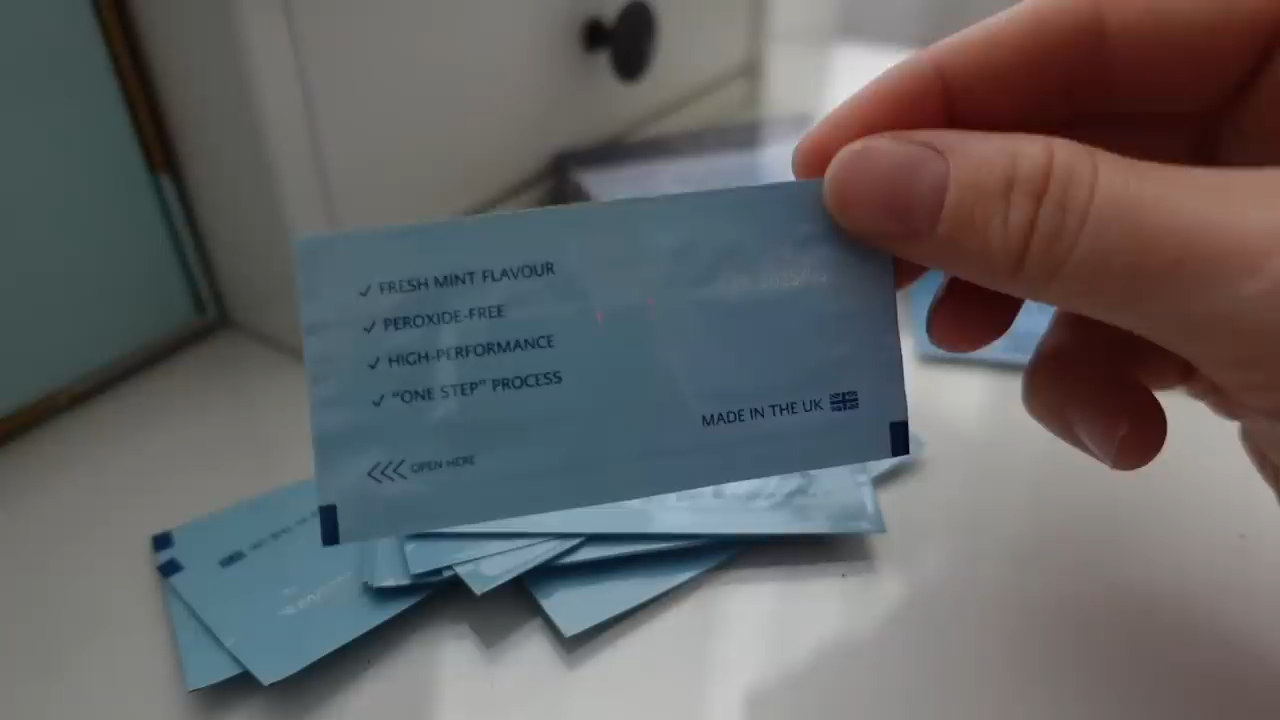 ✓ FRESH MINT FLAVOUR
✓ PEROXIDE-FREE
✓ HIGH-PERFORMANCE
✓ "ONE STEP" PROCESS
MADE IN THE UK
<<< OPEN HERE